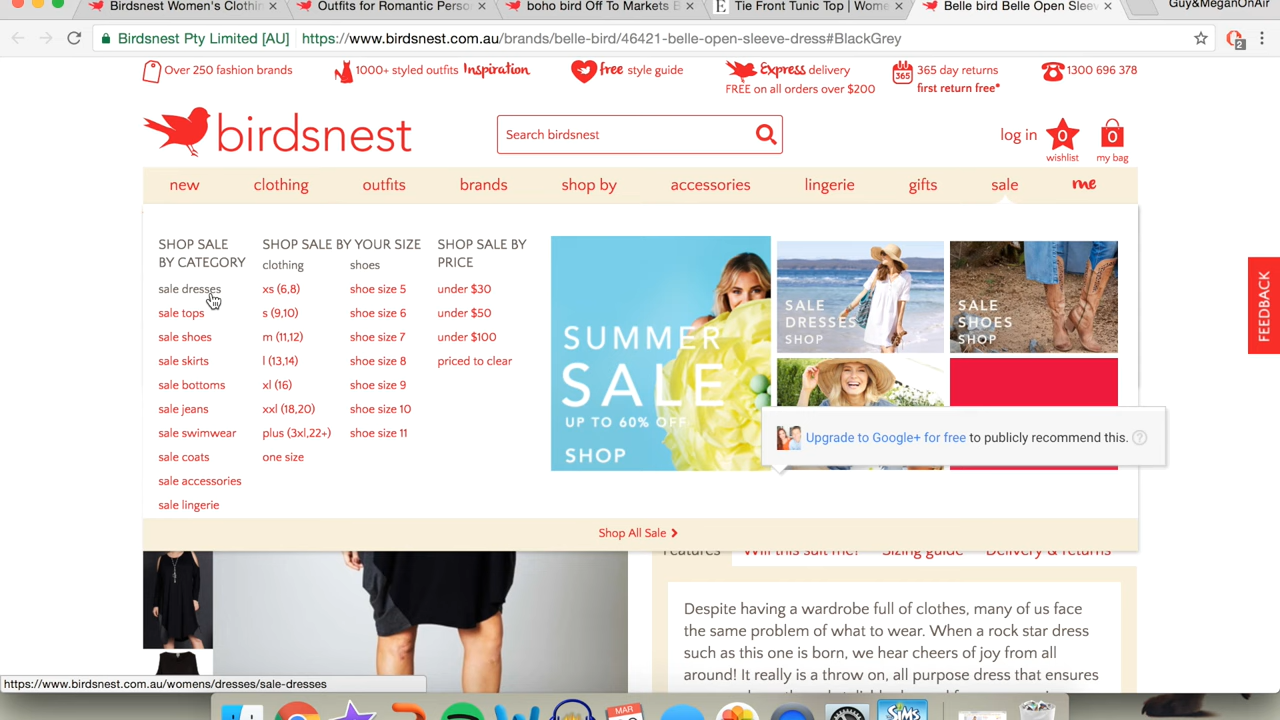 Birdsnest Women's Clothin
Outfits for Romantic Perso
boho bird Off To Markets B
Tie Front Tunic Top | Wome
Belle bird Belle Open Sleev
Guy&MeganOnAir
Birdsnest Pty Limited [AU]
https://www.birdsnest.com.au/brands/belle-bird/46421-belle-open-sleeve-dress#BlackGrey
2
Over 250 fashion brands
1000+ styled outfits Inspiration
free style guide
Express delivery
FREE on all orders over $200
365
365 day returns
first return free*
1300 696 378
birdsnest
Search birdsnest
log in
0
wishlist
0
my bag
new
clothing
outfits
brands
shop by
accessories
lingerie
gifts
sale
me
SHOP SALE
BY CATEGORY
sale dresses
sale tops
sale shoes
sale skirts
sale bottoms
sale jeans
sale swimwear
sale coats
sale accessories
sale lingerie
SHOP SALE BY YOUR SIZE
clothing
xs (6,8)
s (9,10)
m (11,12)
l (13,14)
xl (16)
xxl (18,20)
plus (3xl,22+)
one size
shoes
shoe size 5
shoe size 6
shoe size 7
shoe size 8
shoe size 9
shoe size 10
shoe size 11
SHOP SALE BY
PRICE
under $30
under $50
under $100
priced to clear
SUMMER
SALE
UP TO 60% OFF
SHOP
SALE
DRESSES
SHOP
SALE
SHOES
SHOP
Upgrade to Google+ for free to publicly recommend this.
?
FEEDBACK
Shop All Sale
Features
Will this suit me?
Sizing guide
Delivery & returns
Despite having a wardrobe full of clothes, many of us face
the same problem of what to wear. When a rock star dress
such as this one is born, we hear cheers of joy from all
around! It really is a throw on, all purpose dress that ensures
https://www.birdsnest.com.au/womens/dresses/sale-dresses
MAR
SIMS